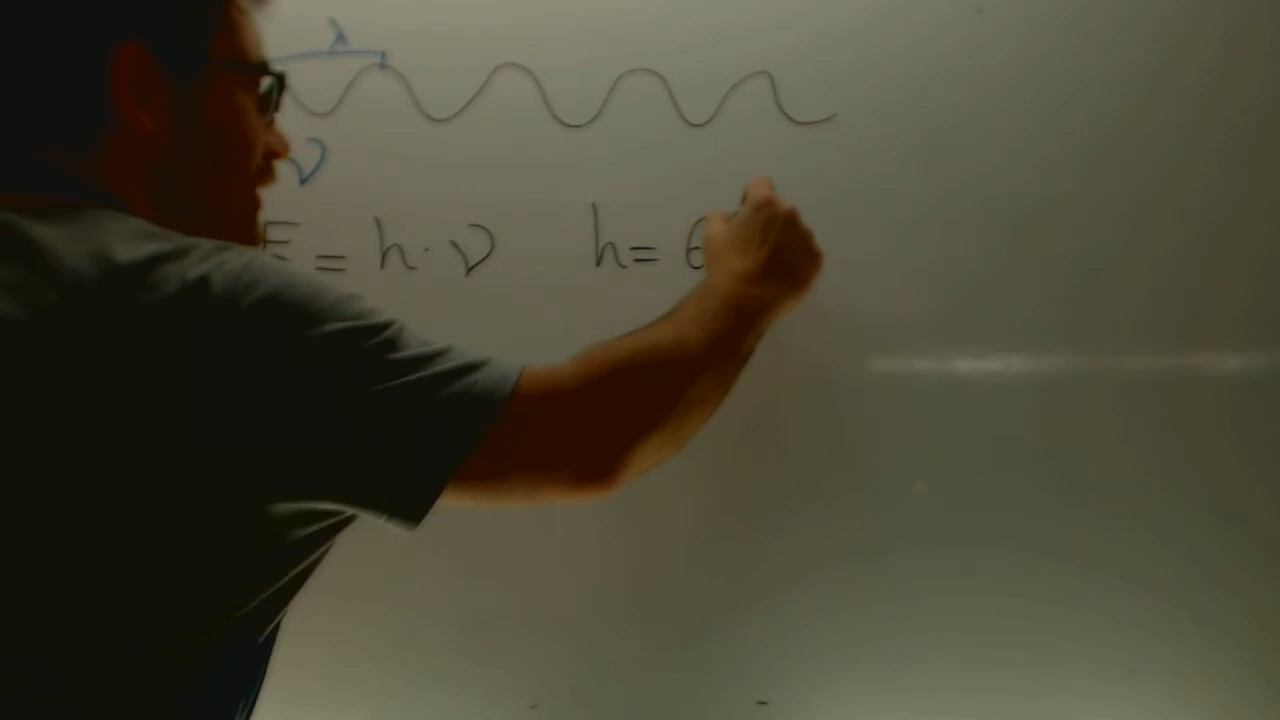 λ
ν
E = h · ν h = 6